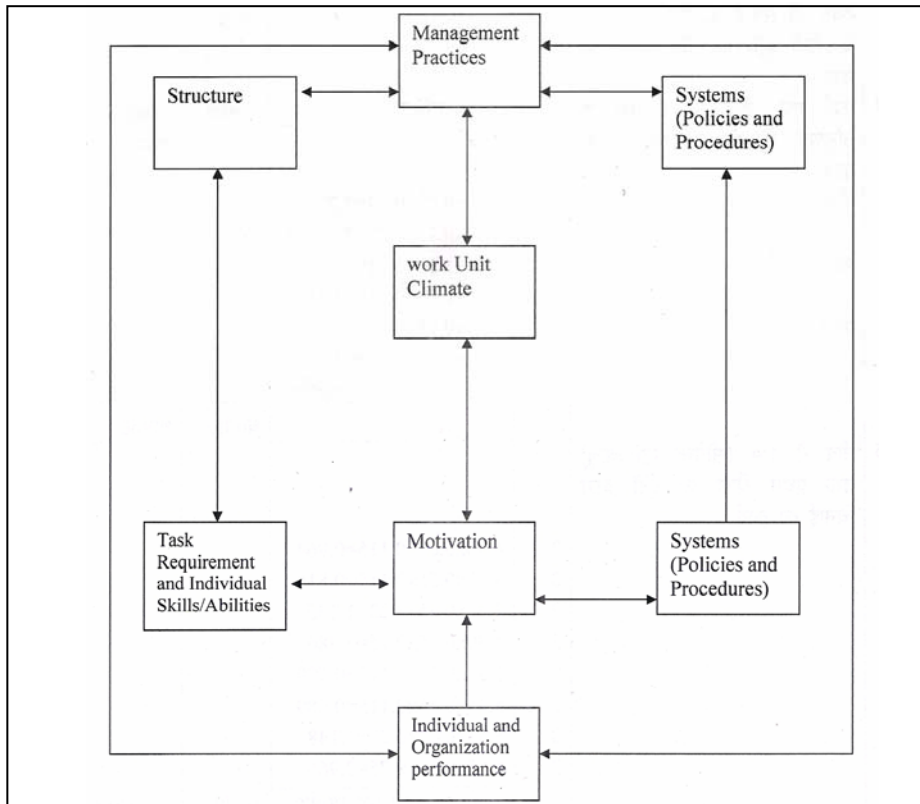 Management
Practices
Structure
Systems
(Policies and
Procedures)
work Unit
Climate
Task
Requirement
and Individual
Skills/Abilities
Motivation
Systems
(Policies and
Procedures)
Individual and
Organization
performance